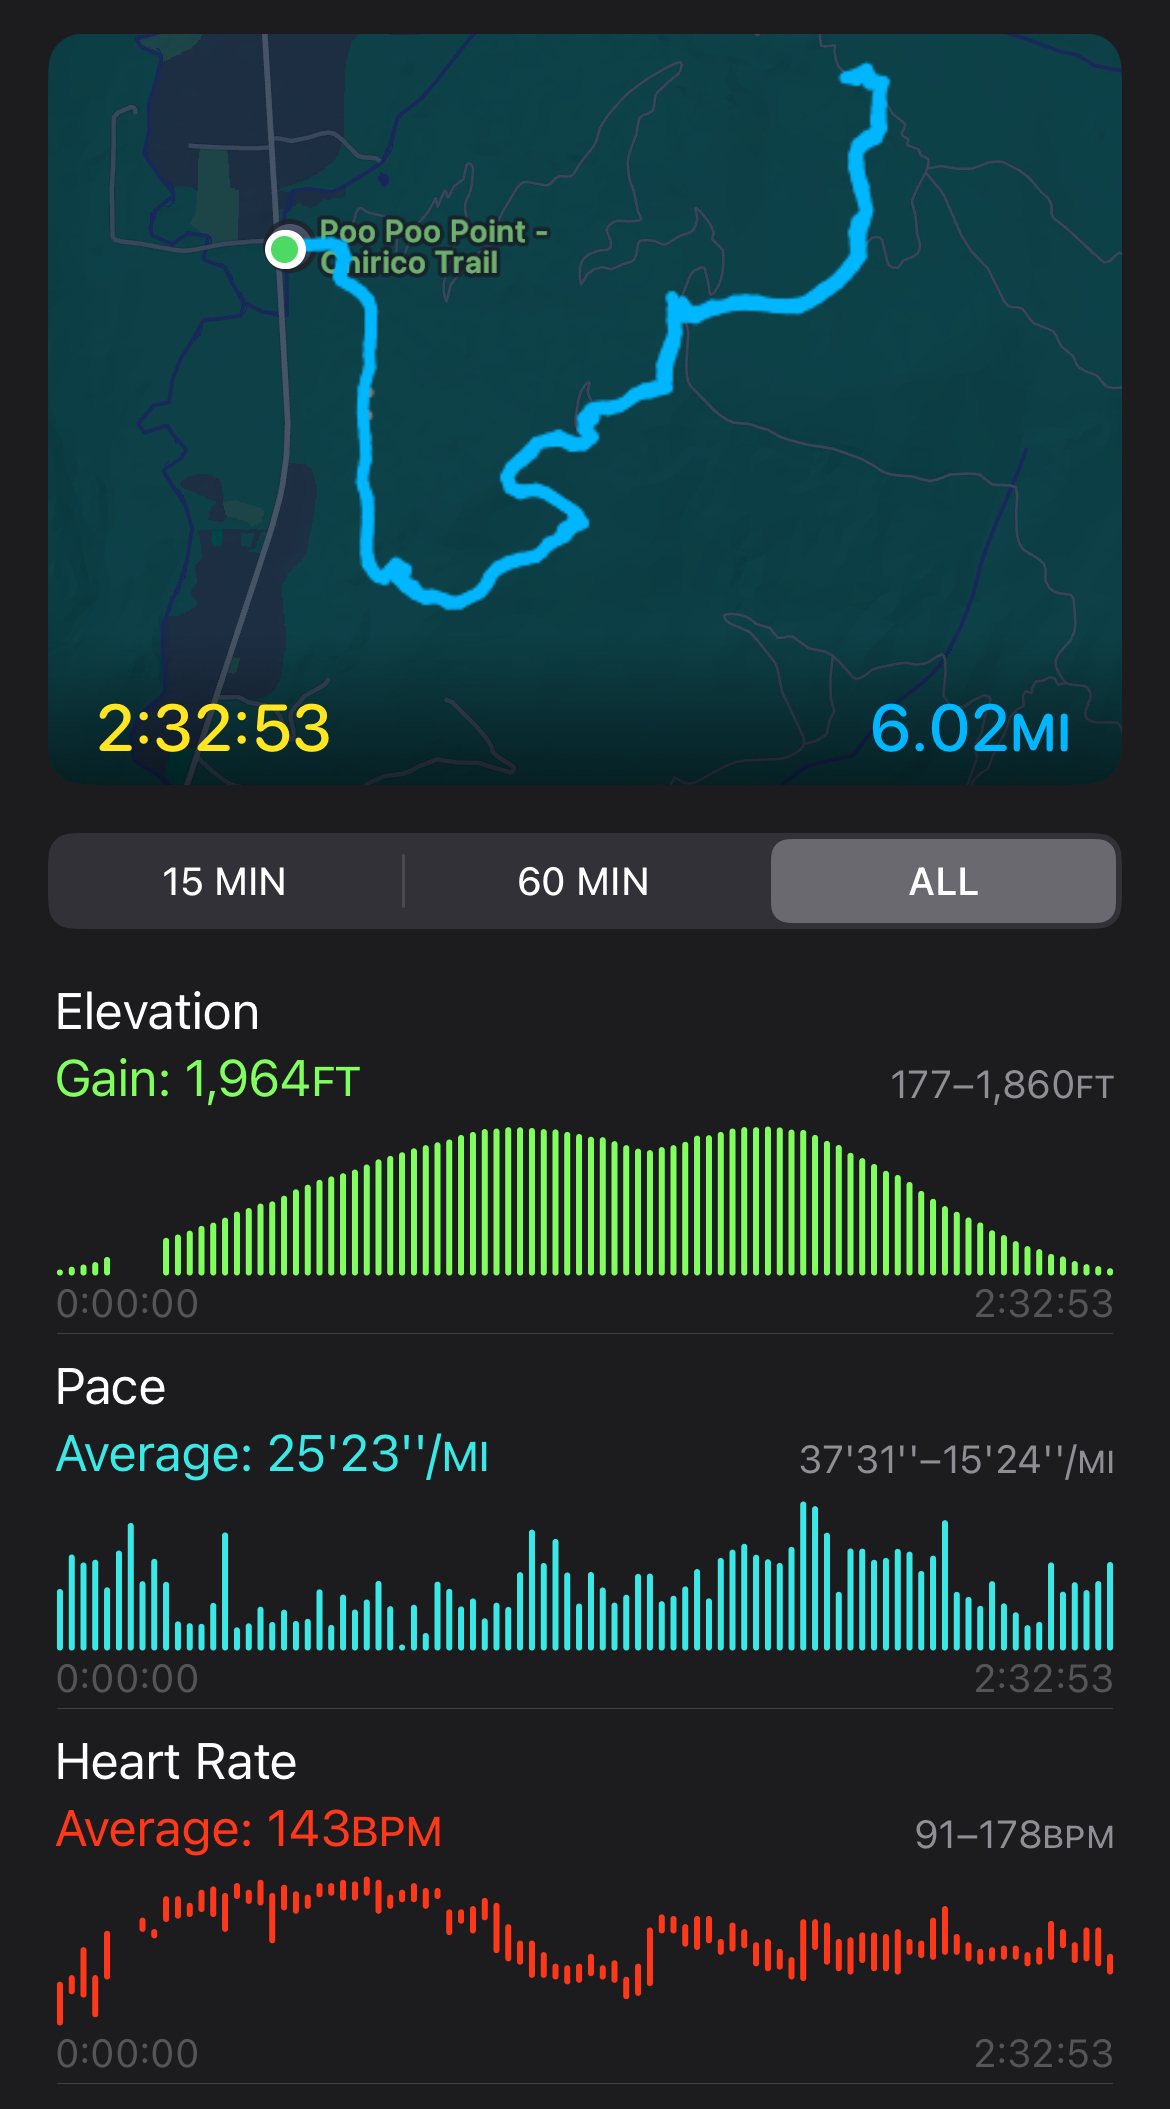 Poo Poo Point -
Chirico Trail
2:32:53
6.02MI
15 MIN
60 MIN
ALL
Elevation
Gain: 1,964FT
177–1,860FT
0:00:00
2:32:53
Pace
Average: 25'23''/MI
37'31''–15'24''/MI
0:00:00
2:32:53
Heart Rate
Average: 143BPM
91–178BPM
0:00:00
2:32:53